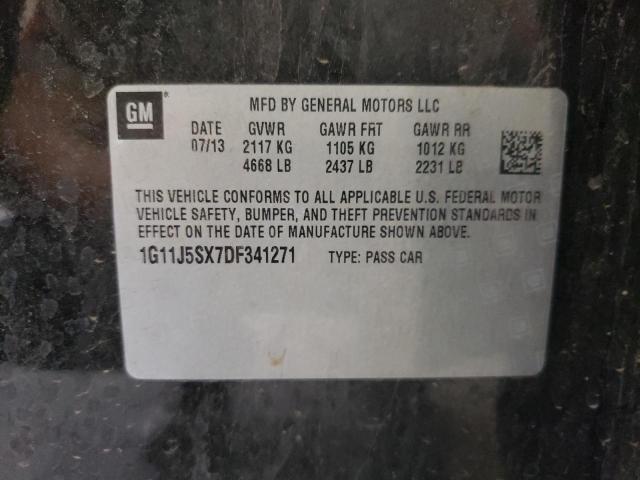 GM®
MFD BY GENERAL MOTORS LLC
DATE GVWR GAWR FRT GAWR RR
07/13 2117 KG 1105 KG 1012 KG
4668 LB 2437 LB 2231 LB
THIS VEHICLE CONFORMS TO ALL APPLICABLE U.S. FEDERAL MOTOR
VEHICLE SAFETY, BUMPER, AND THEFT PREVENTION STANDARDS IN
EFFECT ON THE DATE OF MANUFACTURE SHOWN ABOVE.
1G11J5SX7DF341271 TYPE: PASS CAR